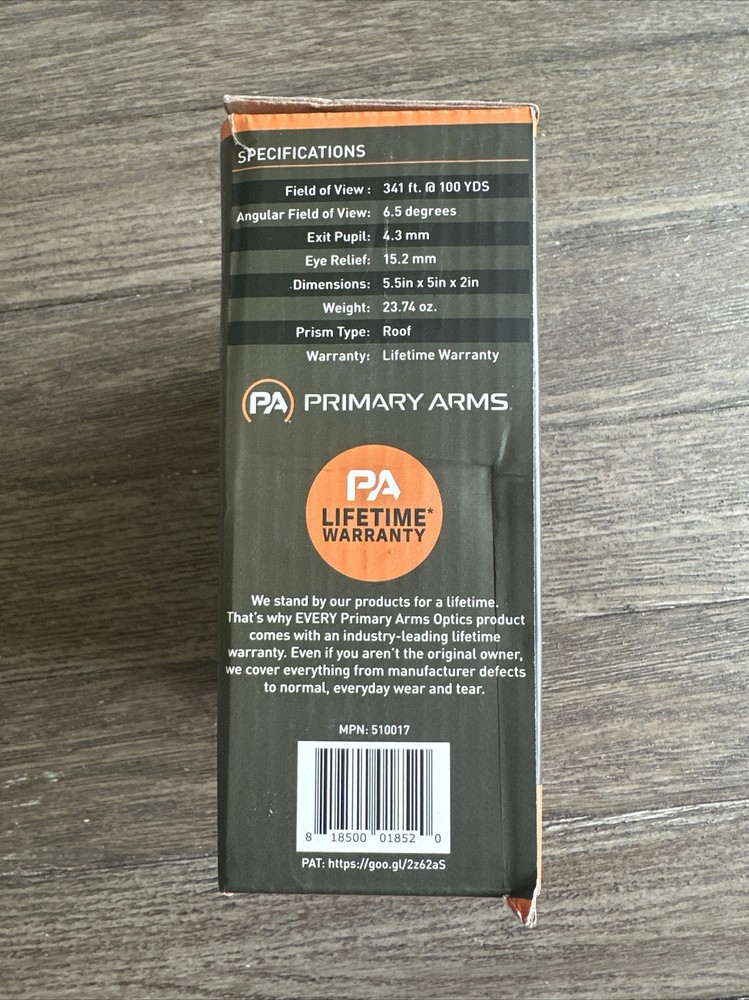 SPECIFICATIONS
Field of View : 341 ft. @ 100 YDS
Angular Field of View: 6.5 degrees
Exit Pupil: 4.3 mm
Eye Relief: 15.2 mm
Dimensions: 5.5in x 5in x 2in
Weight: 23.74 oz.
Prism Type: Roof
Warranty: Lifetime Warranty
PA PRIMARY ARMS
PA
LIFETIME*
WARRANTY
We stand by our products for a lifetime.
That's why EVERY Primary Arms Optics product
comes with an industry-leading lifetime
warranty. Even if you aren't the original owner,
we cover everything from manufacturer defects
to normal, everyday wear and tear.
MPN: 510017
8 18500 01852 0
PAT: https://goo.gl/2z62aS